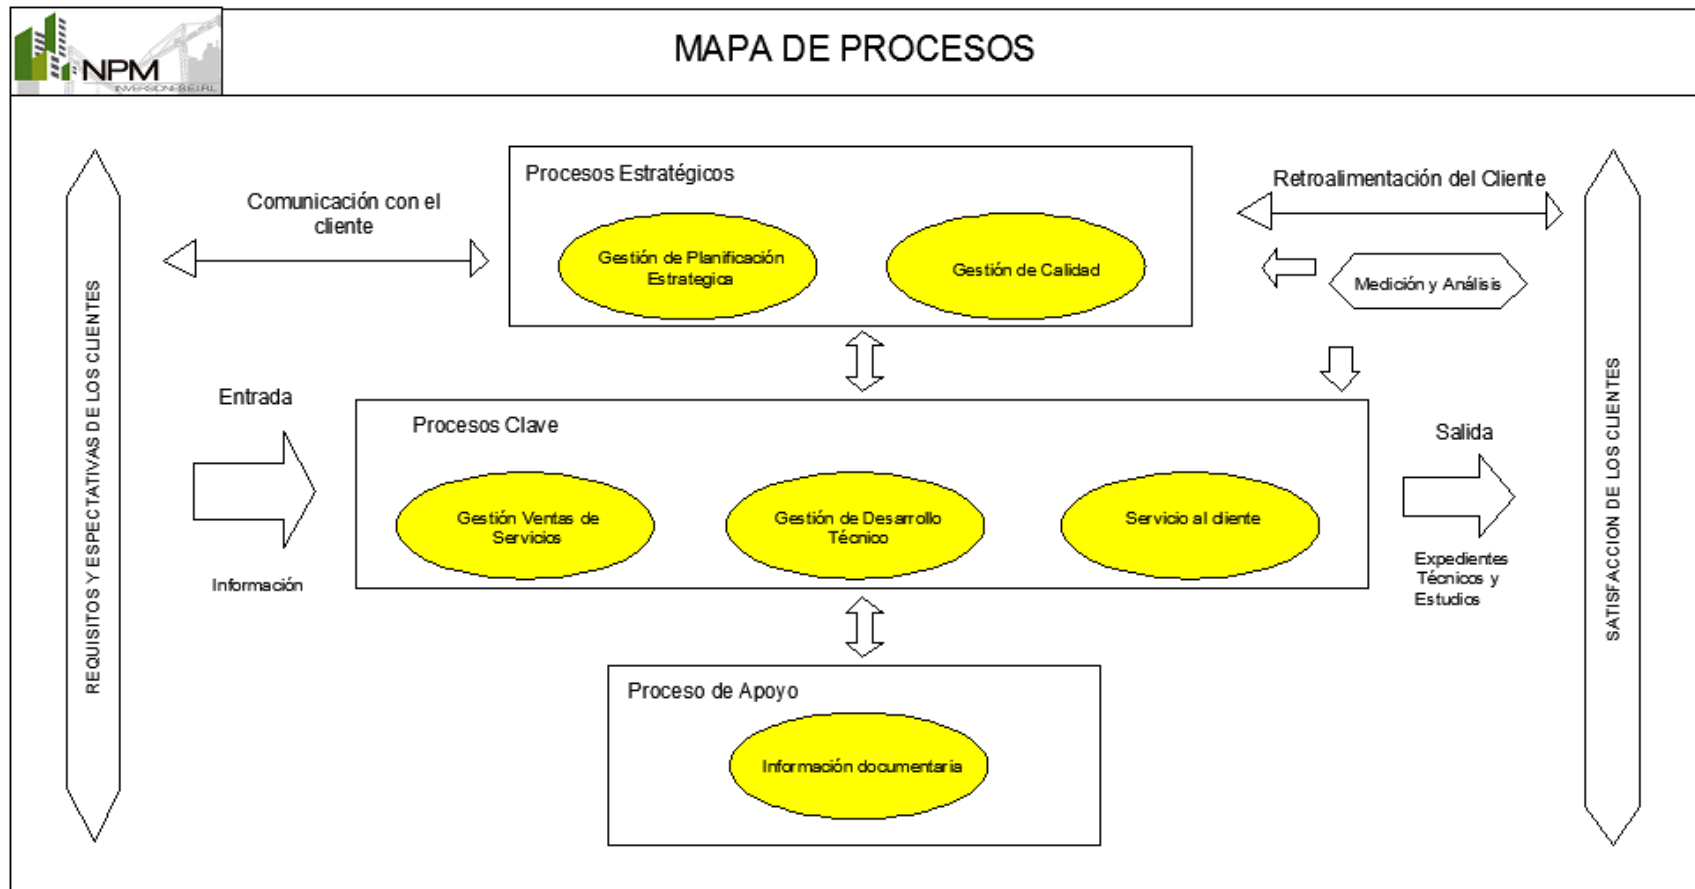 NPM
INVERSIONES E.I.R.L
MAPA DE PROCESOS
REQUISITOS Y ESPECTATIVAS DE LOS CLIENTES
Comunicación con el
cliente
Procesos Estratégicos
Gestión de Planificación
Estrategica
Gestión de Calidad
Retroalimentación del Cliente
Medición y Análisis
Entrada
Información
Procesos Clave
Gestión Ventas de
Servicios
Gestión de Desarrollo
Técnico
Servicio al cliente
Salida
Expedientes
Técnicos y
Estudios
Proceso de Apoyo
Información documentaria
SATISFACCION DE LOS CLIENTES